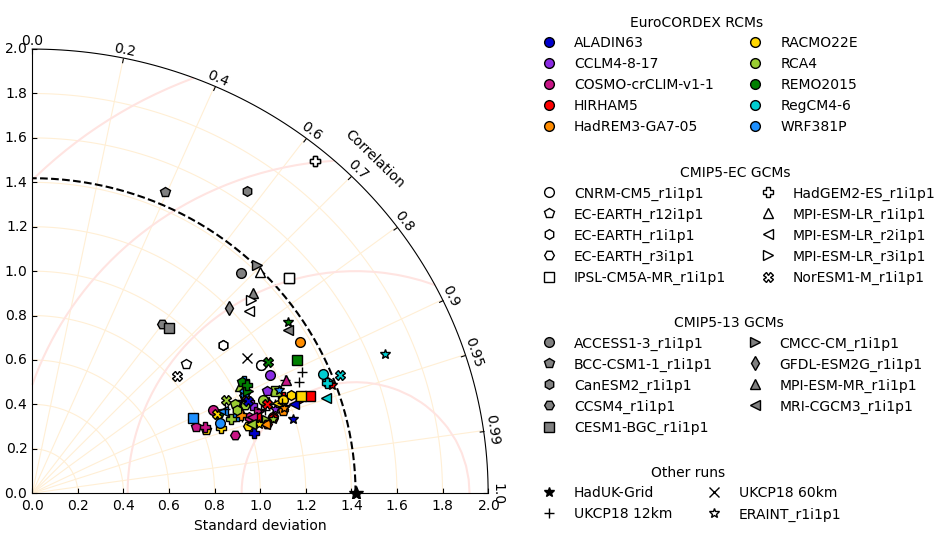 EuroCORDEX RCMs
ALADIN63
RACMO22E
CCLM4-8-17
RCA4
COSMO-crCLIM-v1-1
REMO2015
HIRHAM5
RegCM4-6
HadREM3-GA7-05
WRF381P
CMIP5-EC GCMs
CNRM-CM5_r1i1p1
HadGEM2-ES_r1i1p1
EC-EARTH_r12i1p1
MPI-ESM-LR_r1i1p1
EC-EARTH_r1i1p1
MPI-ESM-LR_r2i1p1
EC-EARTH_r3i1p1
MPI-ESM-LR_r3i1p1
IPSL-CM5A-MR_r1i1p1
NorESM1-M_r1i1p1
CMIP5-13 GCMs
ACCESS1-3_r1i1p1
CMCC-CM_r1i1p1
BCC-CSM1-1_r1i1p1
GFDL-ESM2G_r1i1p1
CanESM2_r1i1p1
MPI-ESM-MR_r1i1p1
CCSM4_r1i1p1
MRI-CGCM3_r1i1p1
CESM1-BGC_r1i1p1
Other runs
HadUK-Grid
UKCP18 60km
UKCP18 12km
ERAINT_r1i1p1
0.0
0.2
0.4
0.6
0.7
0.8
0.9
0.95
0.99
1.0
Correlation
2.0
1.8
1.6
1.4
1.2
1.0
0.8
0.6
0.4
0.2
0.0
0.0
0.2
0.4
0.6
0.8
1.0
1.2
1.4
1.6
1.8
2.0
Standard deviation